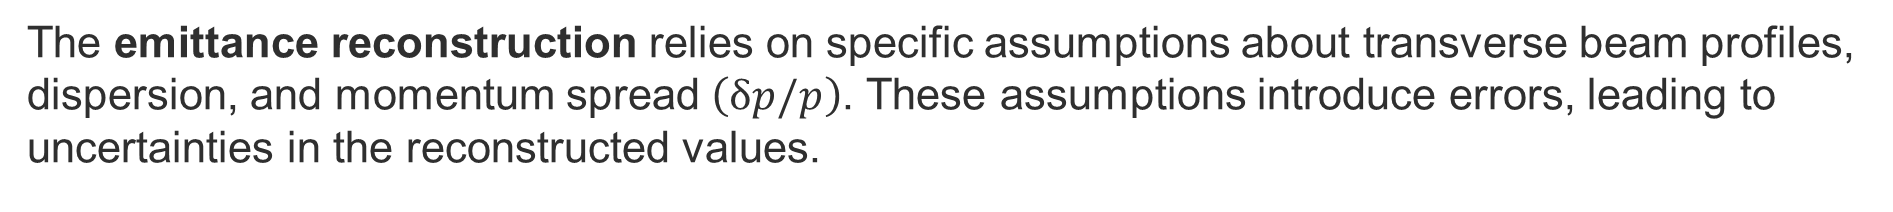 The emittance reconstruction relies on specific assumptions about transverse beam profiles,
dispersion, and momentum spread (δp/p). These assumptions introduce errors, leading to
uncertainties in the reconstructed values.